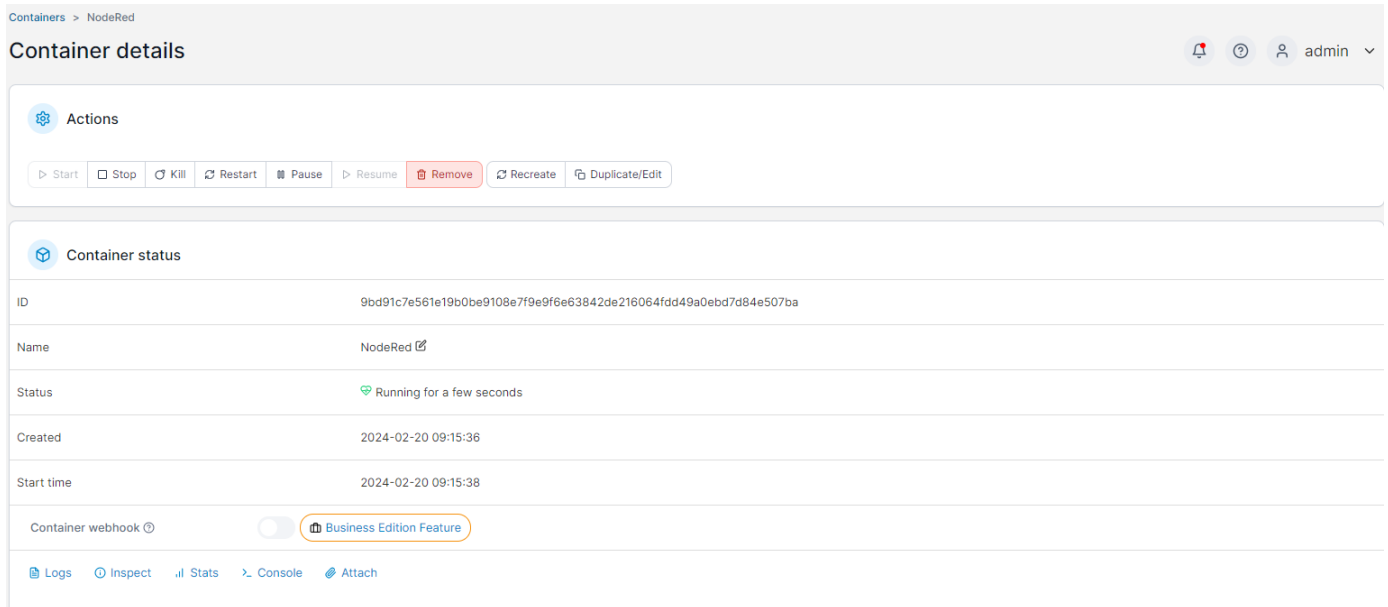 Containers > NodeRed
Container details
admin
Actions
Start Stop Kill Restart Pause Resume Remove Recreate Duplicate/Edit
Container status
ID 9bd91c7e561e19b0be9108e7f9e9f6e63842de216064fdd49a0ebd7d84e507ba
Name NodeRed
Status Running for a few seconds
Created 2024-02-20 09:15:36
Start time 2024-02-20 09:15:38
Container webhook Business Edition Feature
Logs Inspect Stats >_ Console Attach